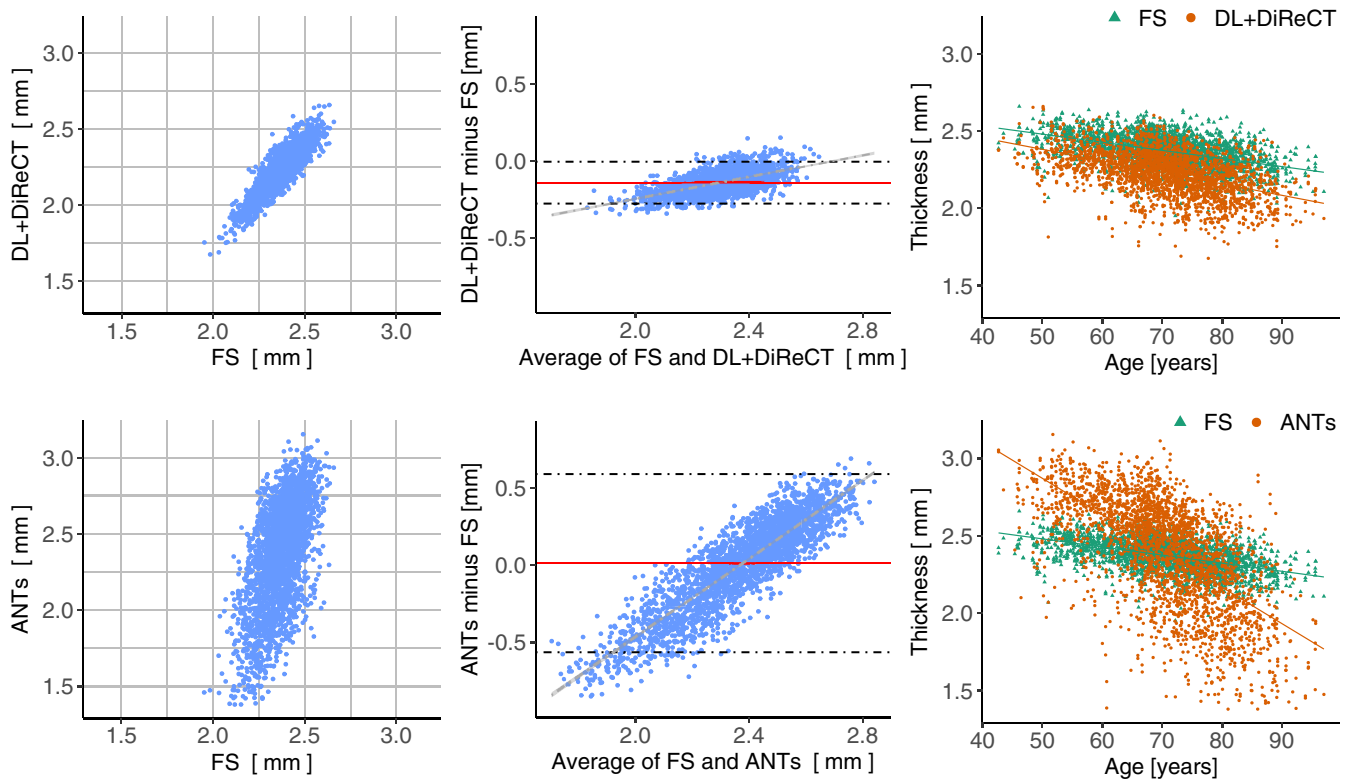 FS DL+DiReCT
DL+DiReCT [ mm ]
3.0
2.5
2.0
1.5
1.5 2.0 2.5 3.0
FS [ mm ]
DL+DiReCT minus FS [mm]
0.5
0.0
-0.5
2.0 2.4 2.8
Average of FS and DL+DiReCT [ mm ]
Thickness [ mm ]
3.0
2.5
2.0
1.5
40 50 60 70 80 90
Age [years]
FS ANTs
ANTs [ mm ]
3.0
2.5
2.0
1.5
1.5 2.0 2.5 3.0
FS [ mm ]
ANTs minus FS [mm]
0.5
0.0
-0.5
2.0 2.4 2.8
Average of FS and ANTs [ mm ]
Thickness [ mm ]
3.0
2.5
2.0
1.5
40 50 60 70 80 90
Age [years]